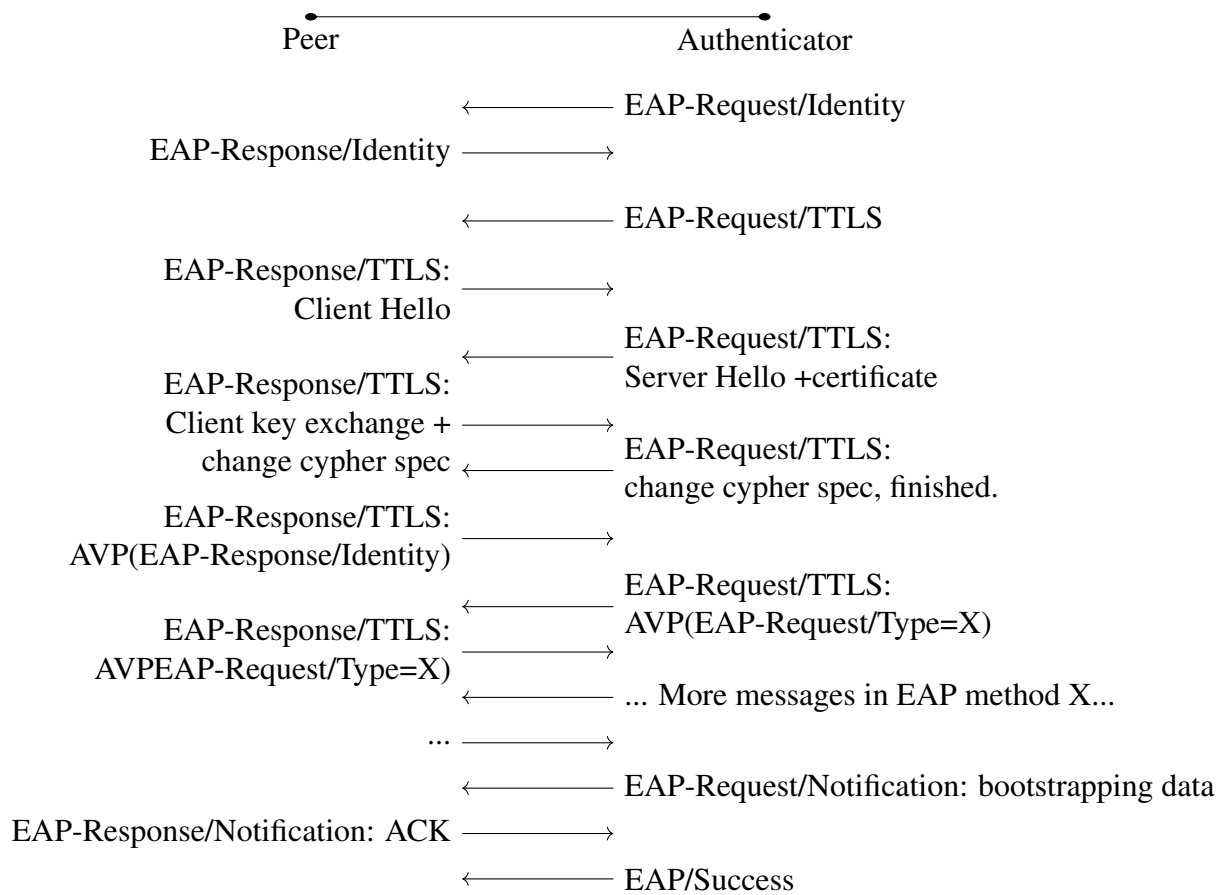 Peer
Authenticator
EAP-Request/Identity
EAP-Response/Identity
EAP-Request/TTLS
EAP-Response/TTLS:
Client Hello
EAP-Request/TTLS:
Server Hello +certificate
EAP-Response/TTLS:
Client key exchange +
change cypher spec
EAP-Request/TTLS:
change cypher spec, finished.
EAP-Response/TTLS:
AVP(EAP-Response/Identity)
EAP-Request/TTLS:
AVP(EAP-Request/Type=X)
EAP-Response/TTLS:
AVPEAP-Request/Type=X)
... More messages in EAP method X...
...
EAP-Request/Notification: bootstrapping data
EAP-Response/Notification: ACK
EAP/Success